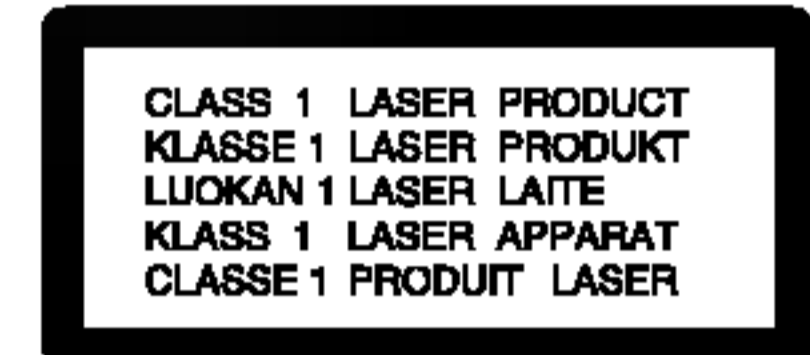 CLASS 1 LASER PRODUCT
KLASSE 1 LASER PRODUKT
LUOKAN 1 LASER LAITE
KLASS 1 LASER APPARAT
CLASSE 1 PRODUIT LASER